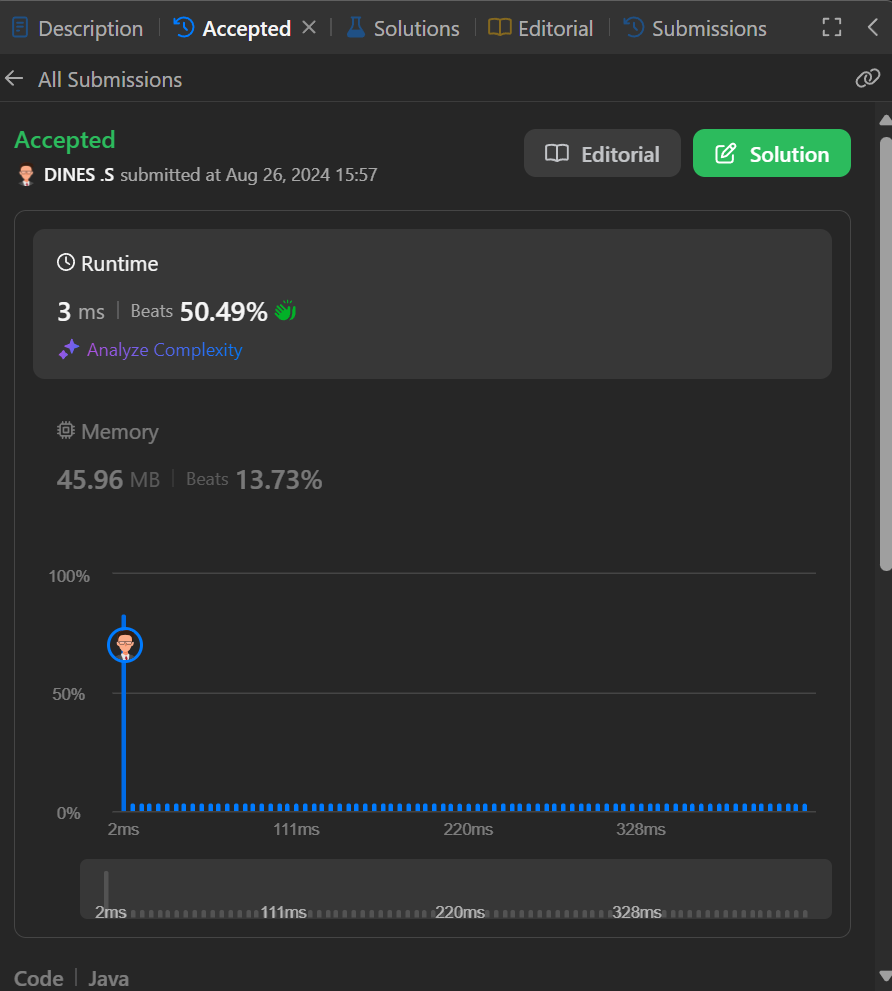 Description Accepted Solutions Editorial Submissions
All Submissions
Accepted
Editorial Solution
DINES .S submitted at Aug 26, 2024 15:57
Runtime
3 ms Beats 50.49%
Analyze Complexity
Memory
45.96 MB Beats 13.73%
100%
50%
0%
2ms 111ms 220ms 328ms
2ms 111ms 220ms 328ms
Code Java